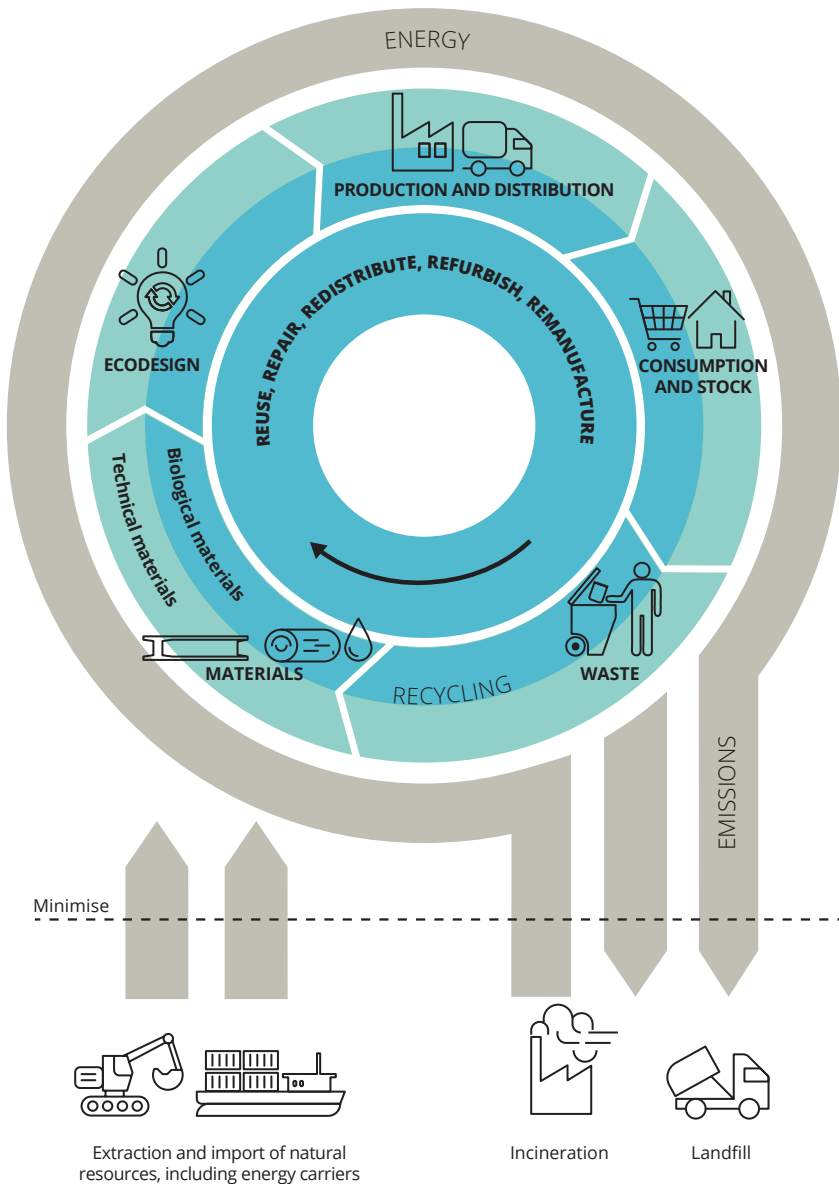 ENERGY
PRODUCTION AND DISTRIBUTION
REUSE, REPAIR, REDISTRIBUTE, REFURBISH, REMANUFACTURE
ECODESIGN
CONSUMPTION
AND STOCK
Technical materials
Biological materials
MATERIALS
RECYCLING
WASTE
EMISSIONS
Minimise
Extraction and import of natural
resources, including energy carriers
Incineration
Landfill